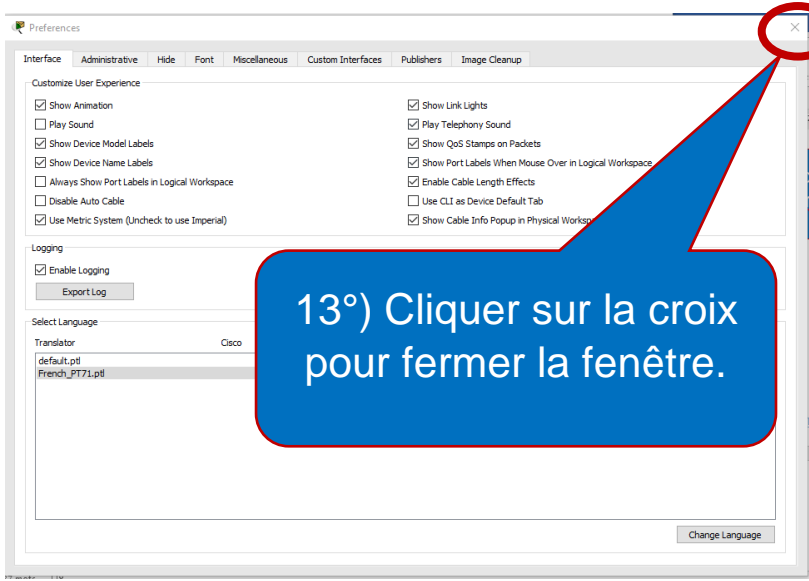 Preferences
Interface Administrative Hide Font Miscellaneous Custom Interfaces Publishers Image Cleanup
Customize User Experience
Show Animation
Play Sound
Show Device Model Labels
Show Device Name Labels
Always Show Port Labels in Logical Workspace
Disable Auto Cable
Use Metric System (Uncheck to use Imperial)
Show Link Lights
Play Telephony Sound
Show QoS Stamps on Packets
Show Port Labels When Mouse Over in Logical Workspace
Enable Cable Length Effects
Use CLI as Device Default Tab
Show Cable Info Popup in Physical
Logging
Enable Logging
Export Log
Select Language
Translator Cisco
default.ptl
French_PT71.ptl
13°) Cliquer sur la croix
pour fermer la fenêtre.
Change Language